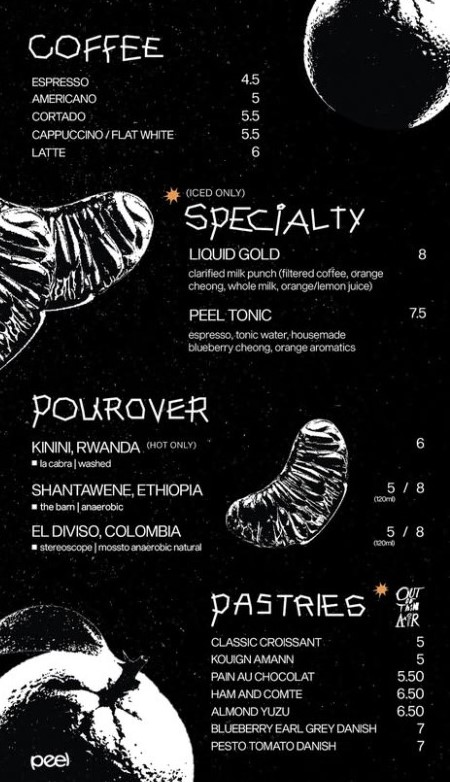 COFFEE
ESPRESSO 4.5
AMERICANO 5
CORTADO 5.5
CAPPUCCINO / FLAT WHITE 5.5
LATTE 6
(ICED ONLY)
SPECIALTY
LIQUID GOLD 8
clarified milk punch (filtered coffee, orange
cheong, whole milk, orange/lemon juice)
PEEL TONIC 7.5
espresso, tonic water, housemade
blueberry cheong, orange aromatics
POUROVER
KININI, RWANDA (HOT ONLY) 6
la cabra | washed
SHANTAWENE, ETHIOPIA 5 / 8
(120ml)
the barn | anaerobic
EL DIVISO, COLOMBIA 5 / 8
(120ml)
stereoscope | mossto anaerobic natural
PASTRIES
OUT
OF
THIN
AIR
CLASSIC CROISSANT 5
KOUIGN AMANN 5
PAIN AU CHOCOLAT 5.50
HAM AND COMTE 6.50
ALMOND YUZU 6.50
BLUEBERRY EARL GREY DANISH 7
PESTO TOMATO DANISH 7
peel